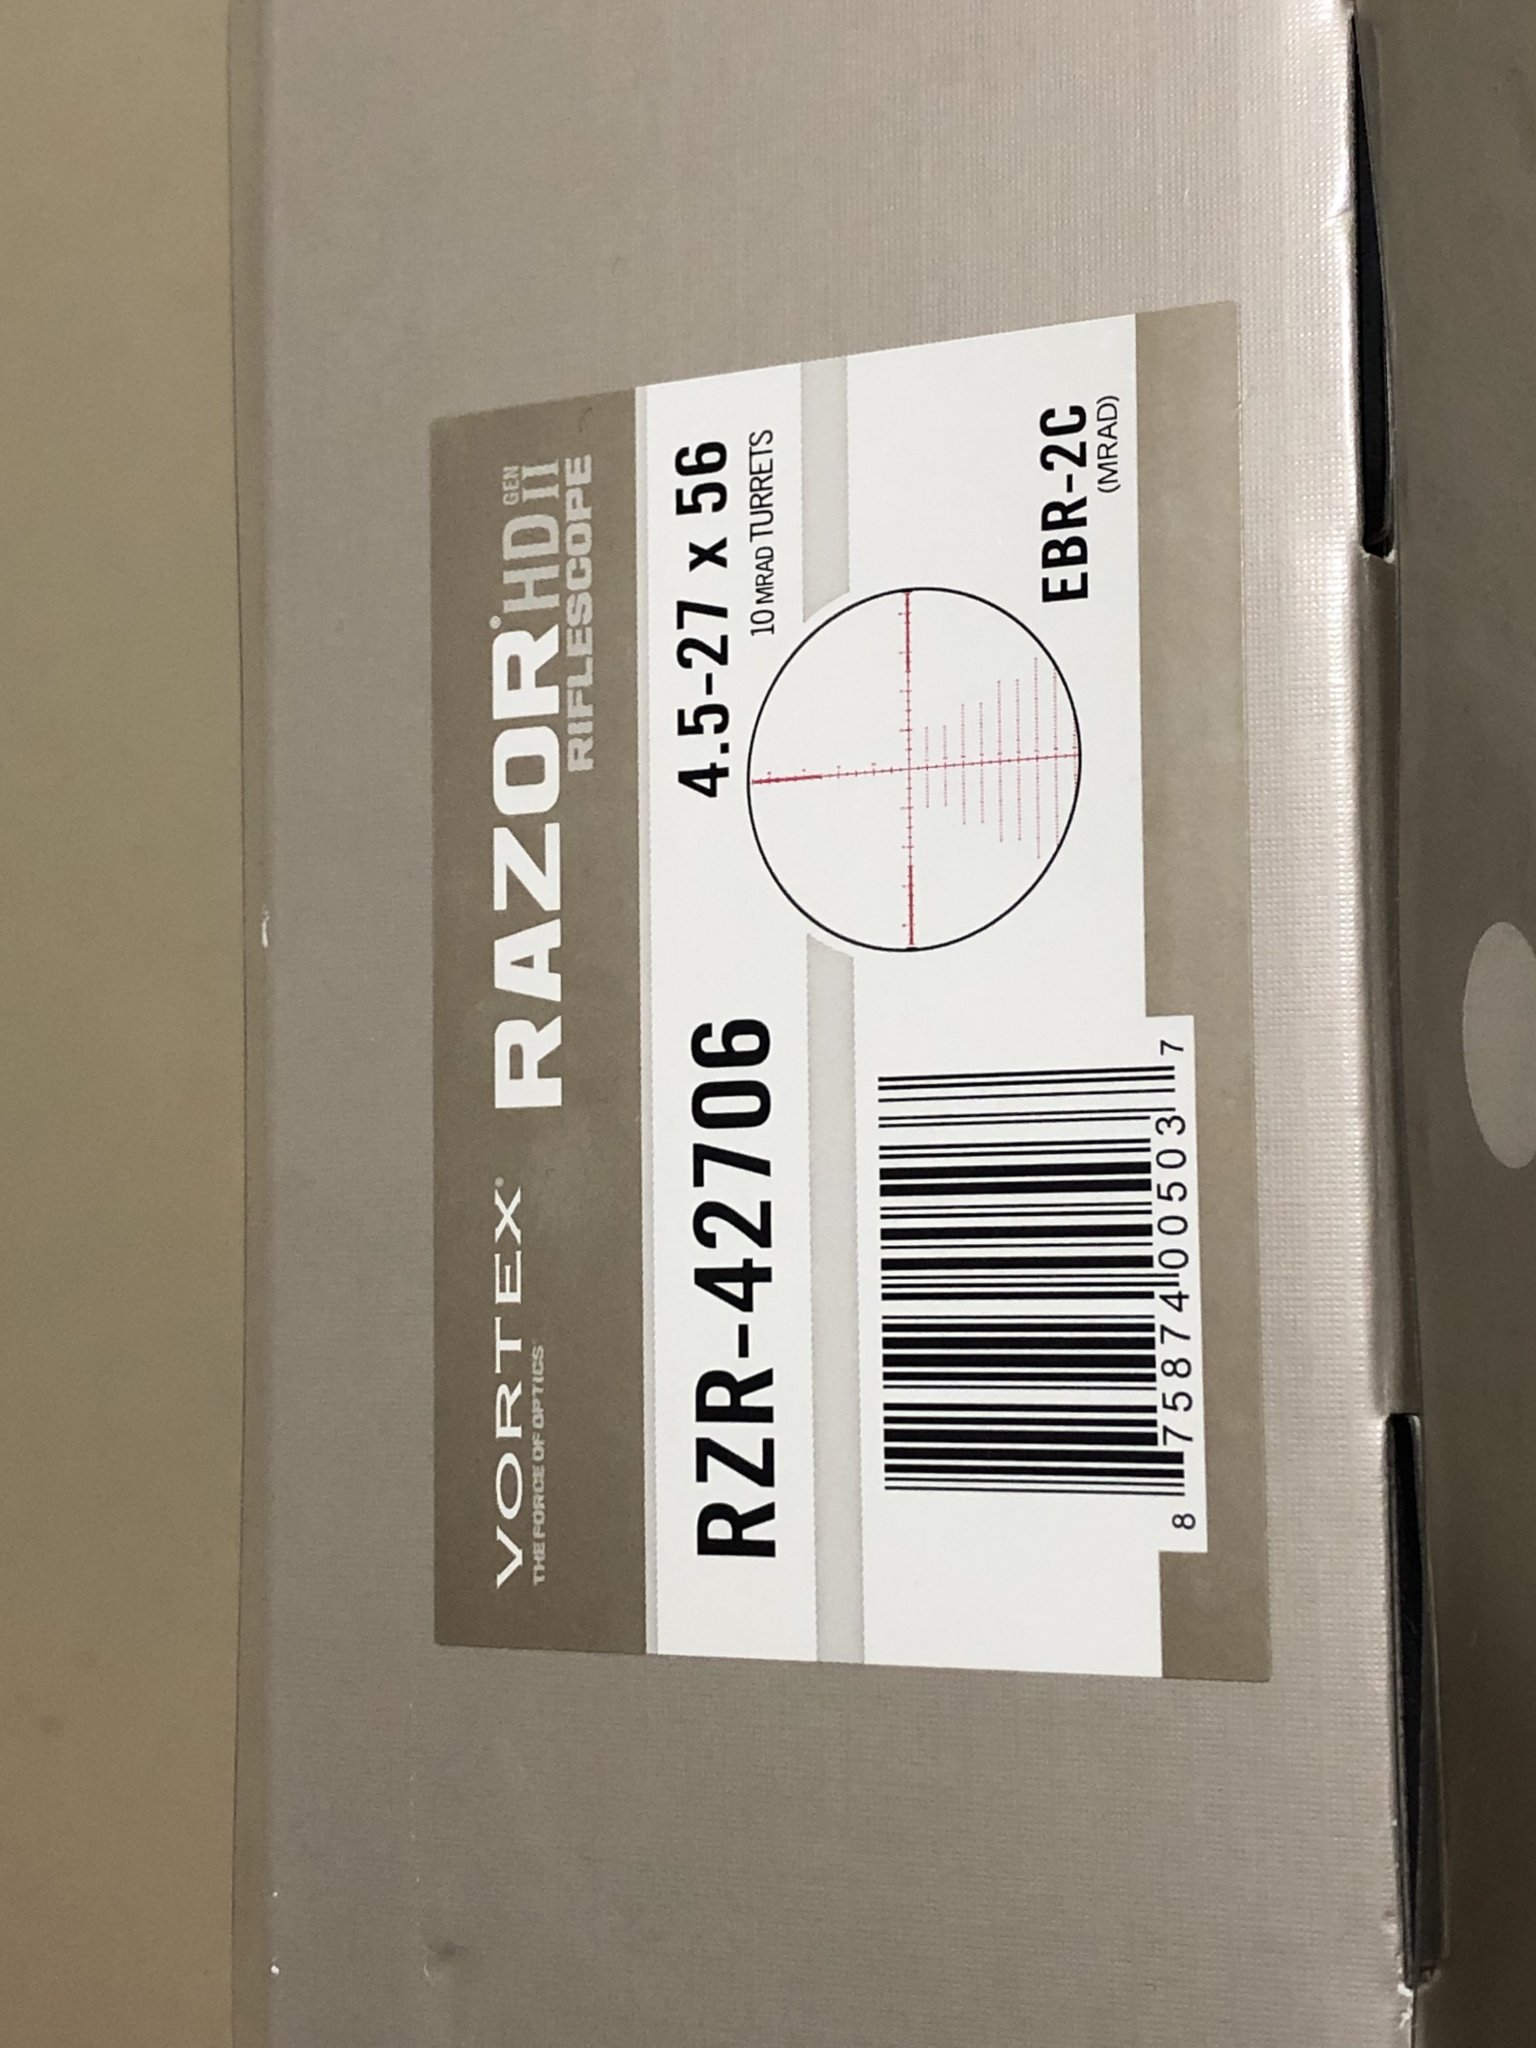 VORTEX®
THE FORCE OF OPTICS
RAZOR® HD GEN II
RIFLESCOPE
RZR-42706
4.5-27 x 56
10 MRAD TURRETS
EBR-2C
(MRAD)
8 75874 00503 7